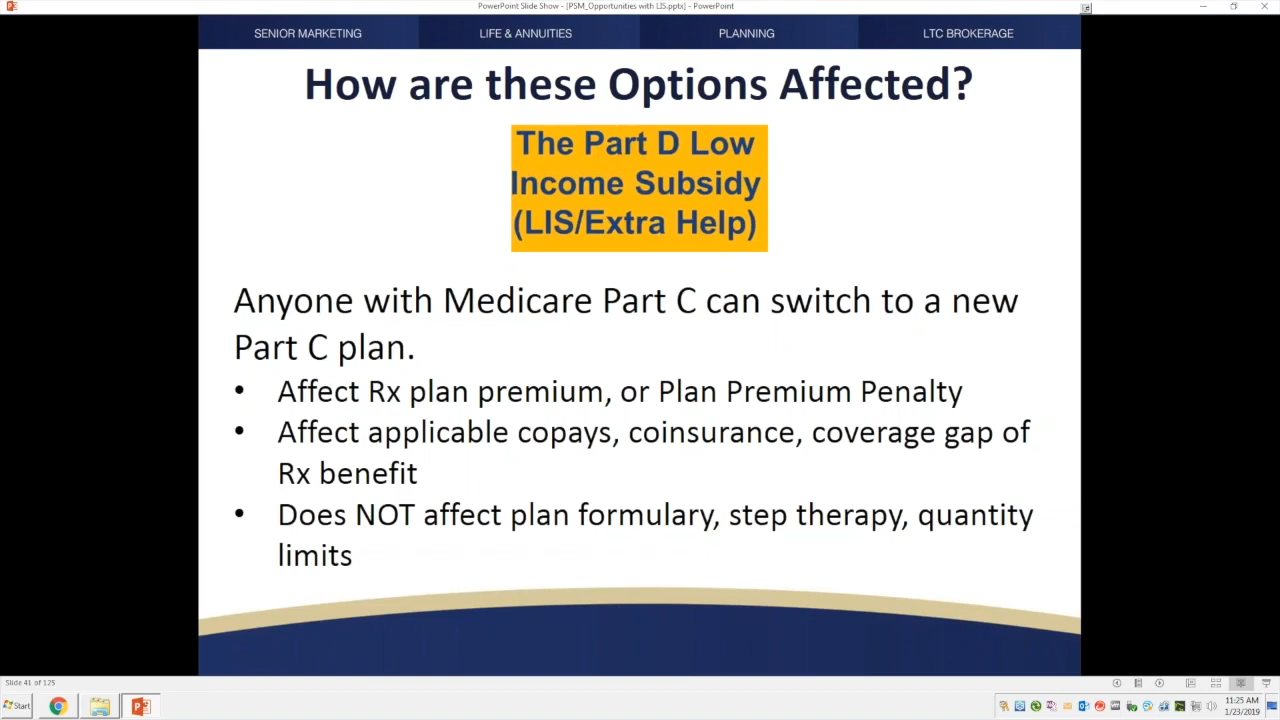 PowerPoint Slide Show - [PSM_Opportunities with LIS.pptx] - PowerPoint
SENIOR MARKETING
LIFE & ANNUITIES
PLANNING
LTC BROKERAGE
How are these Options Affected?
The Part D Low
Income Subsidy
(LIS/Extra Help)
Anyone with Medicare Part C can switch to a new
Part C plan.
• Affect Rx plan premium, or Plan Premium Penalty
• Affect applicable copays, coinsurance, coverage gap of
Rx benefit
• Does NOT affect plan formulary, step therapy, quantity
limits
Slide 41 of 125
Start
11:25 AM
1/23/2019